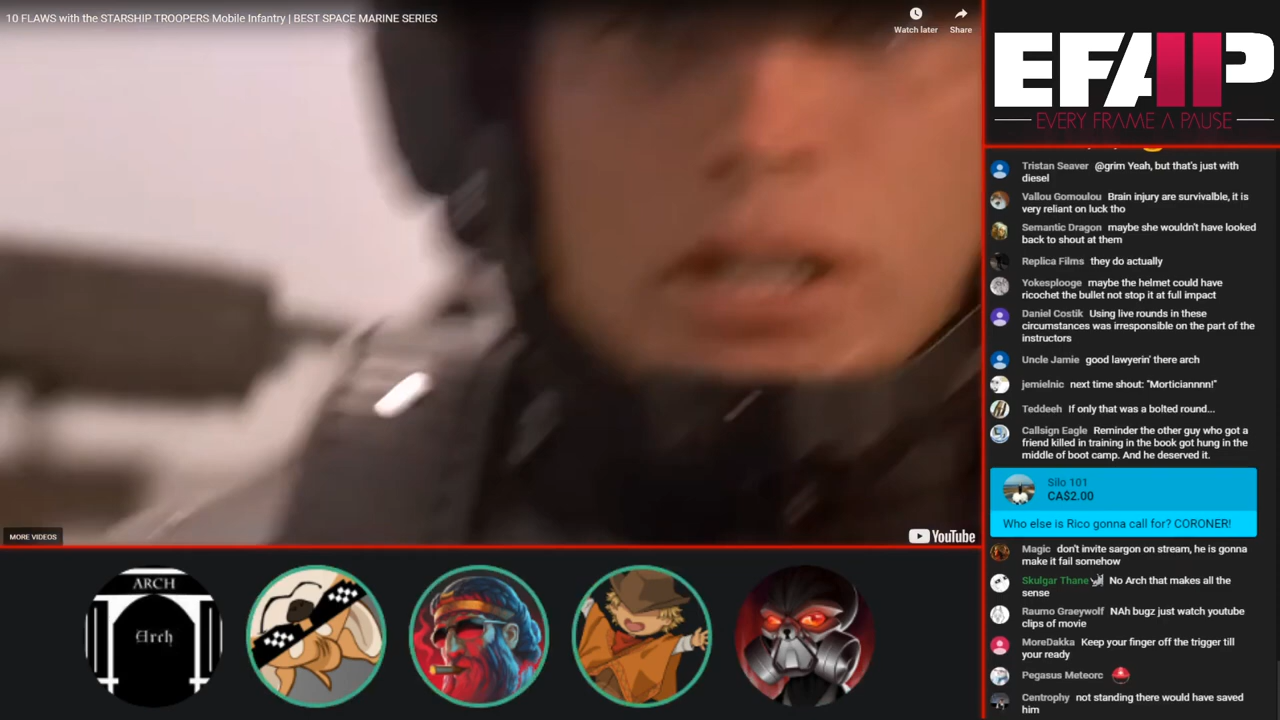 10 FLAWS with the STARSHIP TROOPERS Mobile Infantry | BEST SPACE MARINE SERIES
Watch later
Share
MORE VIDEOS
YouTube
ARCH
Arch
EFAP
EVERY FRAME A PAUSE
Tristan Seaver @grim Yeah, but that's just with
diesel
Vallou Gomoulou Brain injury are survivalble, it is
very reliant on luck tho
Semantic Dragon maybe she wouldn't have looked
back to shout at them
Replica Films they do actually
Yokesplooge maybe the helmet could have
ricochet the bullet not stop it at full impact
Daniel Costik Using live rounds in these
circumstances was irresponsible on the part of the
instructors
Uncle Jamie good lawyerin' there arch
jemielnic next time shout: "Morticiannnn!"
Teddeeh If only that was a bolted round...
Callsign Eagle Reminder the other guy who got a
friend killed in training in the book got hung in the
middle of boot camp. And he deserved it.
Silo 101
CA$2.00
Who else is Rico gonna call for? CORONER!
Magic don't invite sargon on stream, he is gonna
make it fail somehow
Skulgar Thane No Arch that makes all the
sense
Raumo Graeywolf NAh bugz just watch youtube
clips of movie
MoreDakka Keep your finger off the trigger till
your ready
Pegasus Meteorc
Centrophy not standing there would have saved
him